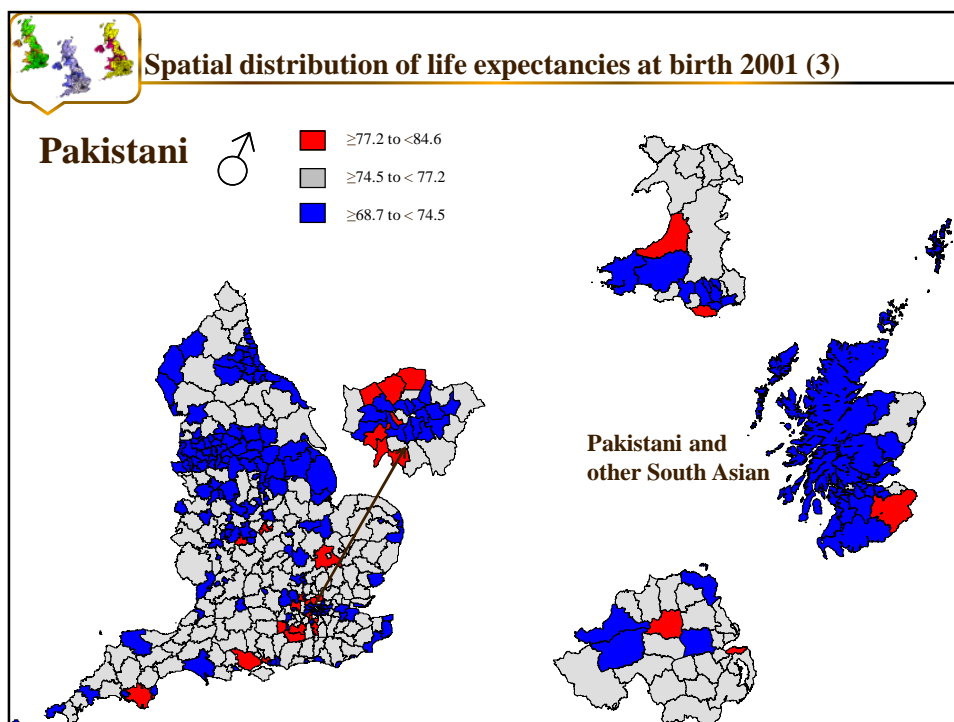 Spatial distribution of life expectancies at birth 2001 (3)
Pakistani ♂
≥77.2 to <84.6
≥74.5 to < 77.2
≥68.7 to < 74.5
Pakistani and
other South Asian